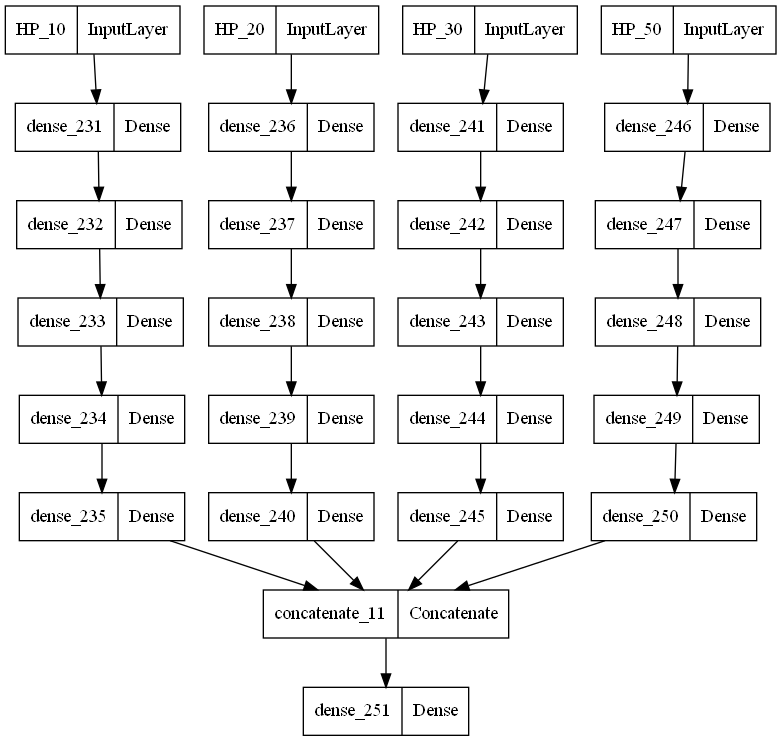 HP_10 InputLayer HP_20 InputLayer HP_30 InputLayer HP_50 InputLayer
dense_231 Dense dense_236 Dense dense_241 Dense dense_246 Dense
dense_232 Dense dense_237 Dense dense_242 Dense dense_247 Dense
dense_233 Dense dense_238 Dense dense_243 Dense dense_248 Dense
dense_234 Dense dense_239 Dense dense_244 Dense dense_249 Dense
dense_235 Dense dense_240 Dense dense_245 Dense dense_250 Dense
concatenate_11 Concatenate
dense_251 Dense